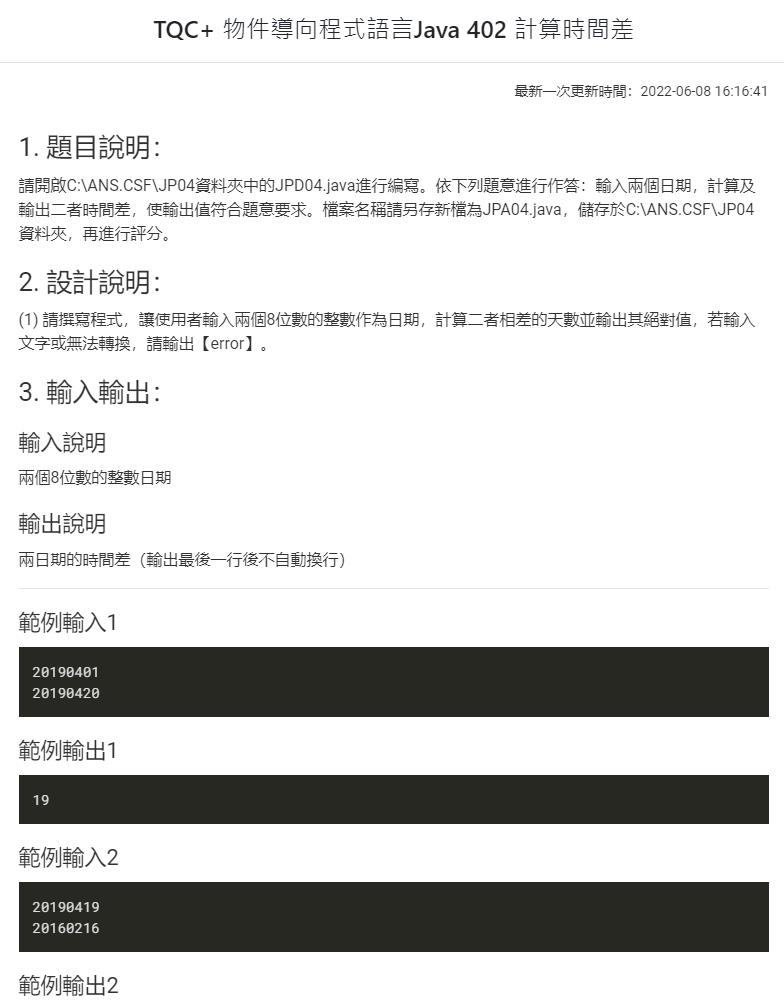 TQC+ 物件導向程式語言Java 402 計算時間差
最新一次更新時間：2022-06-08 16:16:41
1. 題目說明：
請開啟C:\ANS.CSF\JP04資料夾中的JPD04.java進行編寫。依下列題意進行作答：輸入兩個日期，計算及
輸出二者時間差，使輸出值符合題意要求。檔案名稱請另存新檔為JPA04.java，儲存於C:\ANS.CSF\JP04
資料夾，再進行評分。
2. 設計說明：
(1) 請撰寫程式，讓使用者輸入兩個8位數的整數作為日期，計算二者相差的天數並輸出其絕對值，若輸入
文字或無法轉換，請輸出【error】。
3. 輸入輸出：
輸入說明
兩個8位數的整數日期
輸出說明
兩日期的時間差（輸出最後一行後不自動換行）
範例輸入1
20190401
20190420
範例輸出1
19
範例輸入2
20190419
20160216
範例輸出2